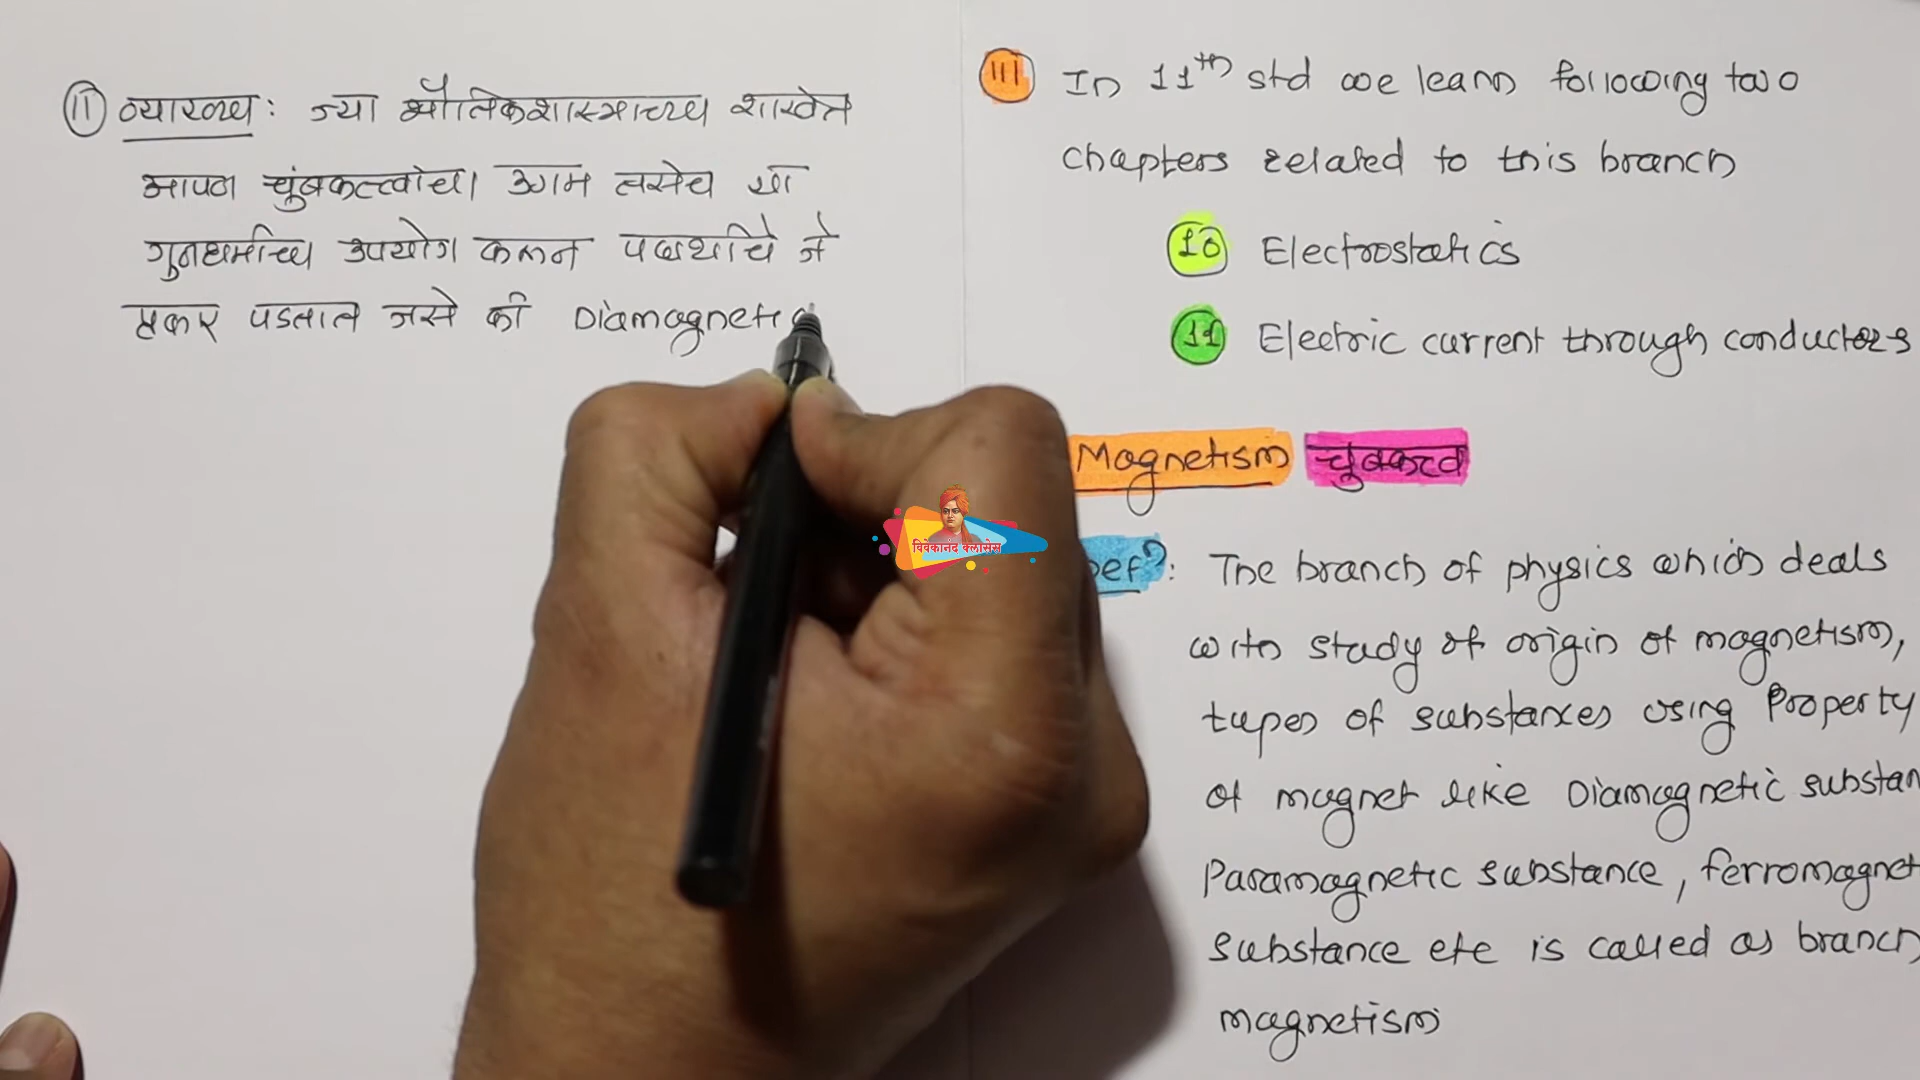 II व्याख्या : ज्या भौतिकशास्त्राच्या शाखेत
आपण चुंबकत्वाचा उगम तसेच या
गुनधर्माचा उपयोग करून पदार्थाचे जे
प्रकार पडतात जसे की Diamagnetic
III In 11th std we learn following two
chapters related to this branch
10 Electrostatics
11 Electric current through conductors
Magnetism चुंबकत्व
विवेकानंद क्लासेस
Defn: The branch of physics which deals
with study of origin of magnetism,
types of substances using Property
of magnet like Diamagnetic substan
Paramagnetic substance, ferromagnet
substance etc is called as branch
magnetism